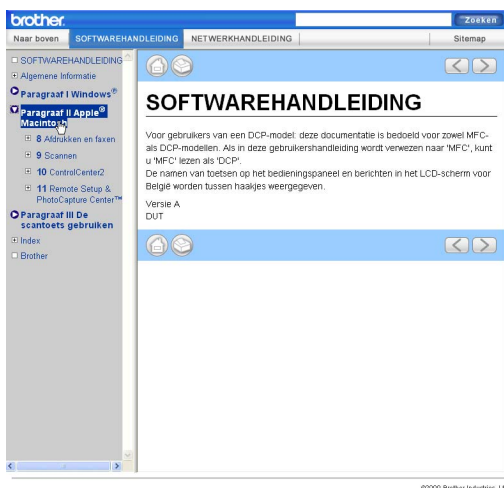 brother.
Zoeken
Naar boven SOFTWAREHANDLEIDING NETWERKHANDLEIDING Sitemap
SOFTWAREHANDLEIDING
Algemene Informatie
Paragraaf I Windows®
Paragraaf II Apple®
Macintosh
8 Afdrukken en faxen
9 Scannen
10 ControlCenter2
11 Remote Setup &
PhotoCapture Center™
Paragraaf III De
scantoets gebruiken
Index
Brother
SOFTWAREHANDLEIDING
Voor gebruikers van een DCP-model: deze documentatie is bedoeld voor zowel MFC-
als DCP-modellen. Als in deze gebruikershandleiding wordt verwezen naar 'MFC', kunt
u 'MFC' lezen als 'DCP'.
De namen van toetsen op het bedieningspaneel en berichten in het LCD-scherm voor
België worden tussen haakjes weergegeven.
Versie A
DUT
Brother Industries,